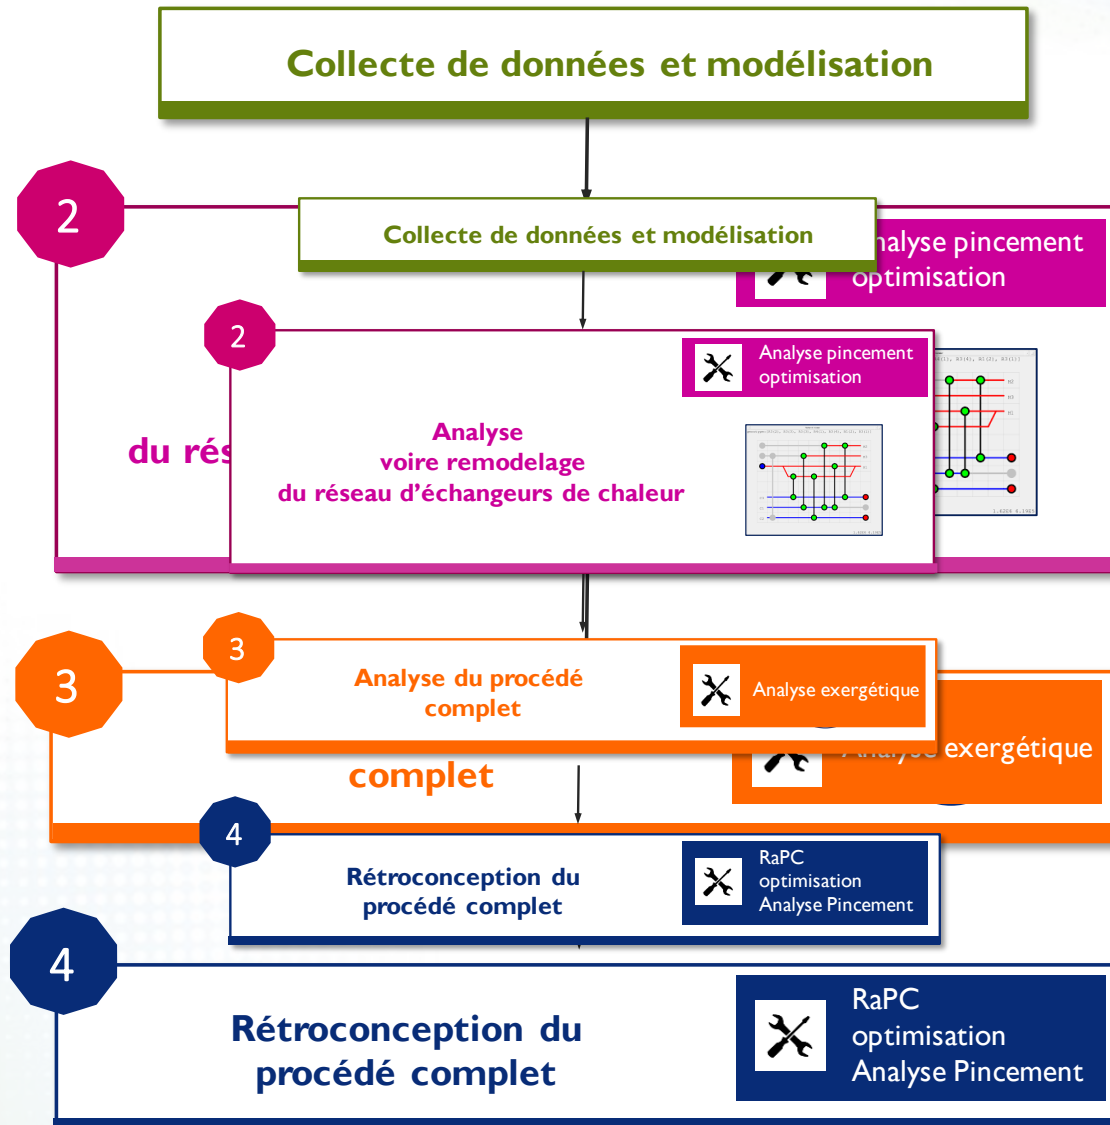 Collecte de données et modélisation
2
Collecte de données et modélisation
nalyse pincement
optimisation
2
Analyse pincement
optimisation
Analyse
voire remodelage
du réseau d’échangeurs de chaleur
du rés
3
3
Analyse du procédé
complet
Analyse exergétique
complet
exergétique
4
Rétroconception du
procédé complet
RaPC
optimisation
Analyse Pincement
4
Rétroconception du
procédé complet
RaPC
optimisation
Analyse Pincement